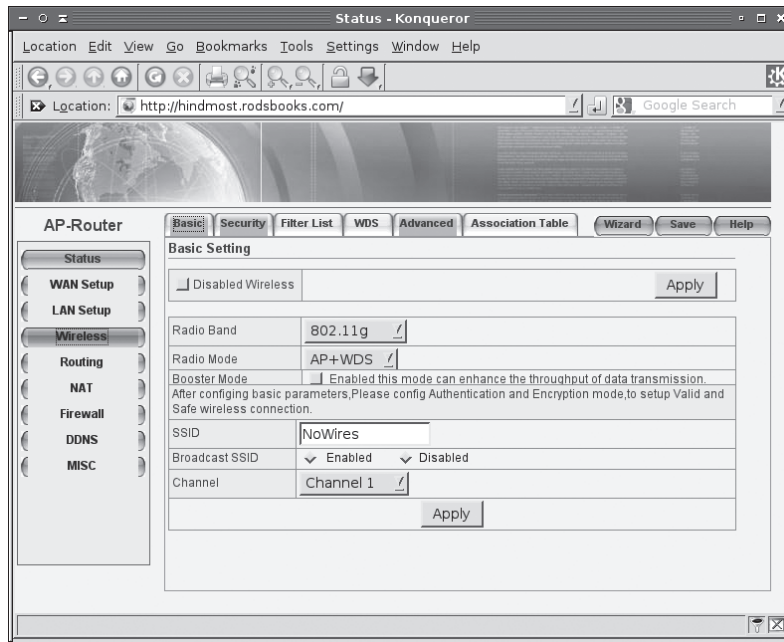 Status - Konqueror
Location Edit View Go Bookmarks Tools Settings Window Help
Location: http://hindmost.rodsbooks.com/ Google Search
AP-Router
Basic Security Filter List WDS Advanced Association Table Wizard Save Help
Status
WAN Setup
LAN Setup
Wireless
Routing
NAT
Firewall
DDNS
MISC
Basic Setting
Disabled Wireless Apply
Radio Band 802.11g
Radio Mode AP+WDS
Booster Mode Enabled this mode can enhance the throughput of data transmission.
After configing basic parameters,Please config Authentication and Encryption mode,to setup Valid and
Safe wireless connection.
SSID NoWires
Broadcast SSID Enabled Disabled
Channel Channel 1
Apply